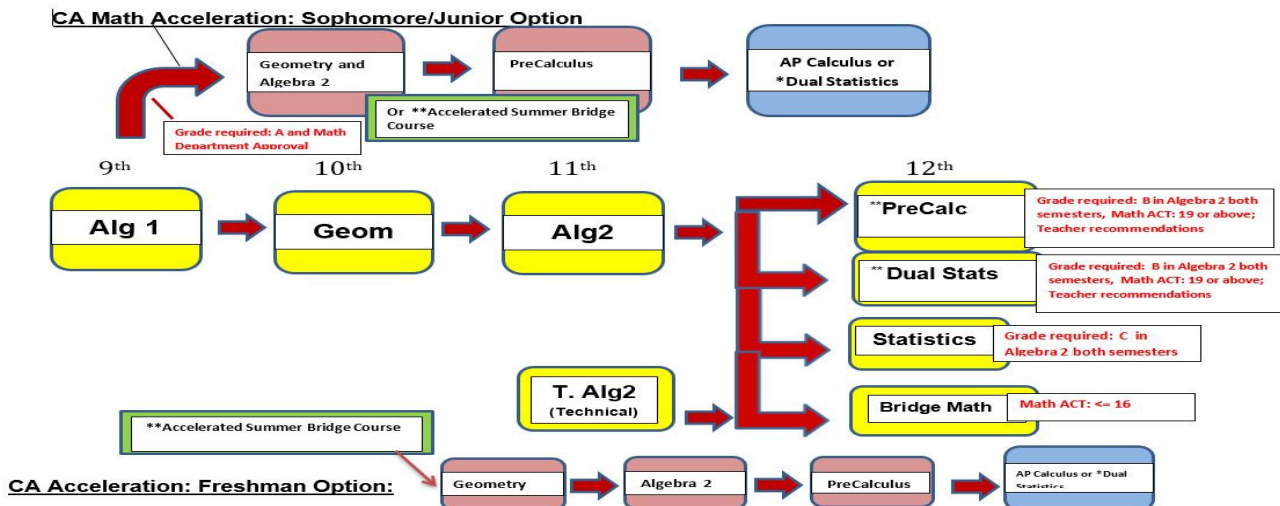 CA Math Acceleration: Sophomore/Junior Option
Geometry and
Algebra 2
PreCalculus
AP Calculus or
*Dual Statistics
Or **Accelerated Summer Bridge
Course
Grade required: A and Math
Department Approval
9th
10th
11th
12th
Alg 1
Geom
Alg2
**PreCalc
Grade required: B in Algebra 2 both
semesters, Math ACT: 19 or above;
Teacher recommendations
** Dual Stats
Grade required: B in Algebra 2 both
semesters, Math ACT: 19 or above;
Teacher recommendations
Statistics
Grade required: C in
Algebra 2 both semesters
T. Alg2
(Technical)
Bridge Math
Math ACT: <= 16
**Accelerated Summer Bridge Course
CA Acceleration: Freshman Option:
Geometry
Algebra 2
PreCalculus
AP Calculus or *Dual
Statistics